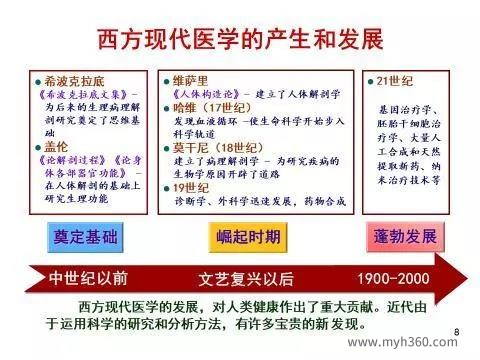 西方现代医学的产生和发展
● 希波克拉底
《希波克拉底文集》-
为后来的生理病理解
剖研究奠定了思维基
础
● 盖伦
《论解剖过程》《论身
体各部器官功能》 -
在人体解剖的基础上
研究生理功能
● 维萨里
《人体构造论》- 建立了人体解剖学
● 哈维（17世纪）
发现血液循环 -使生命科学开始步入
科学轨道
● 莫干尼（18世纪）
建立了病理解剖学 - 为研究疾病的
生物学原因开辟了道路
● 19世纪
诊断学、外科学迅速发展，药物合成
● 21世纪
基因治疗学、
胚胎干细胞治
疗学、大量人
工合成和天然
提取新药、纳
米治疗技术等
奠定基础
崛起时期
蓬勃发展
中世纪以前
文艺复兴以后
1900-2000
西方现代医学的发展，对人类健康作出了重大贡献。近代由
于运用科学的研究和分析方法，有许多宝贵的新发现。
8
www.myh360.com